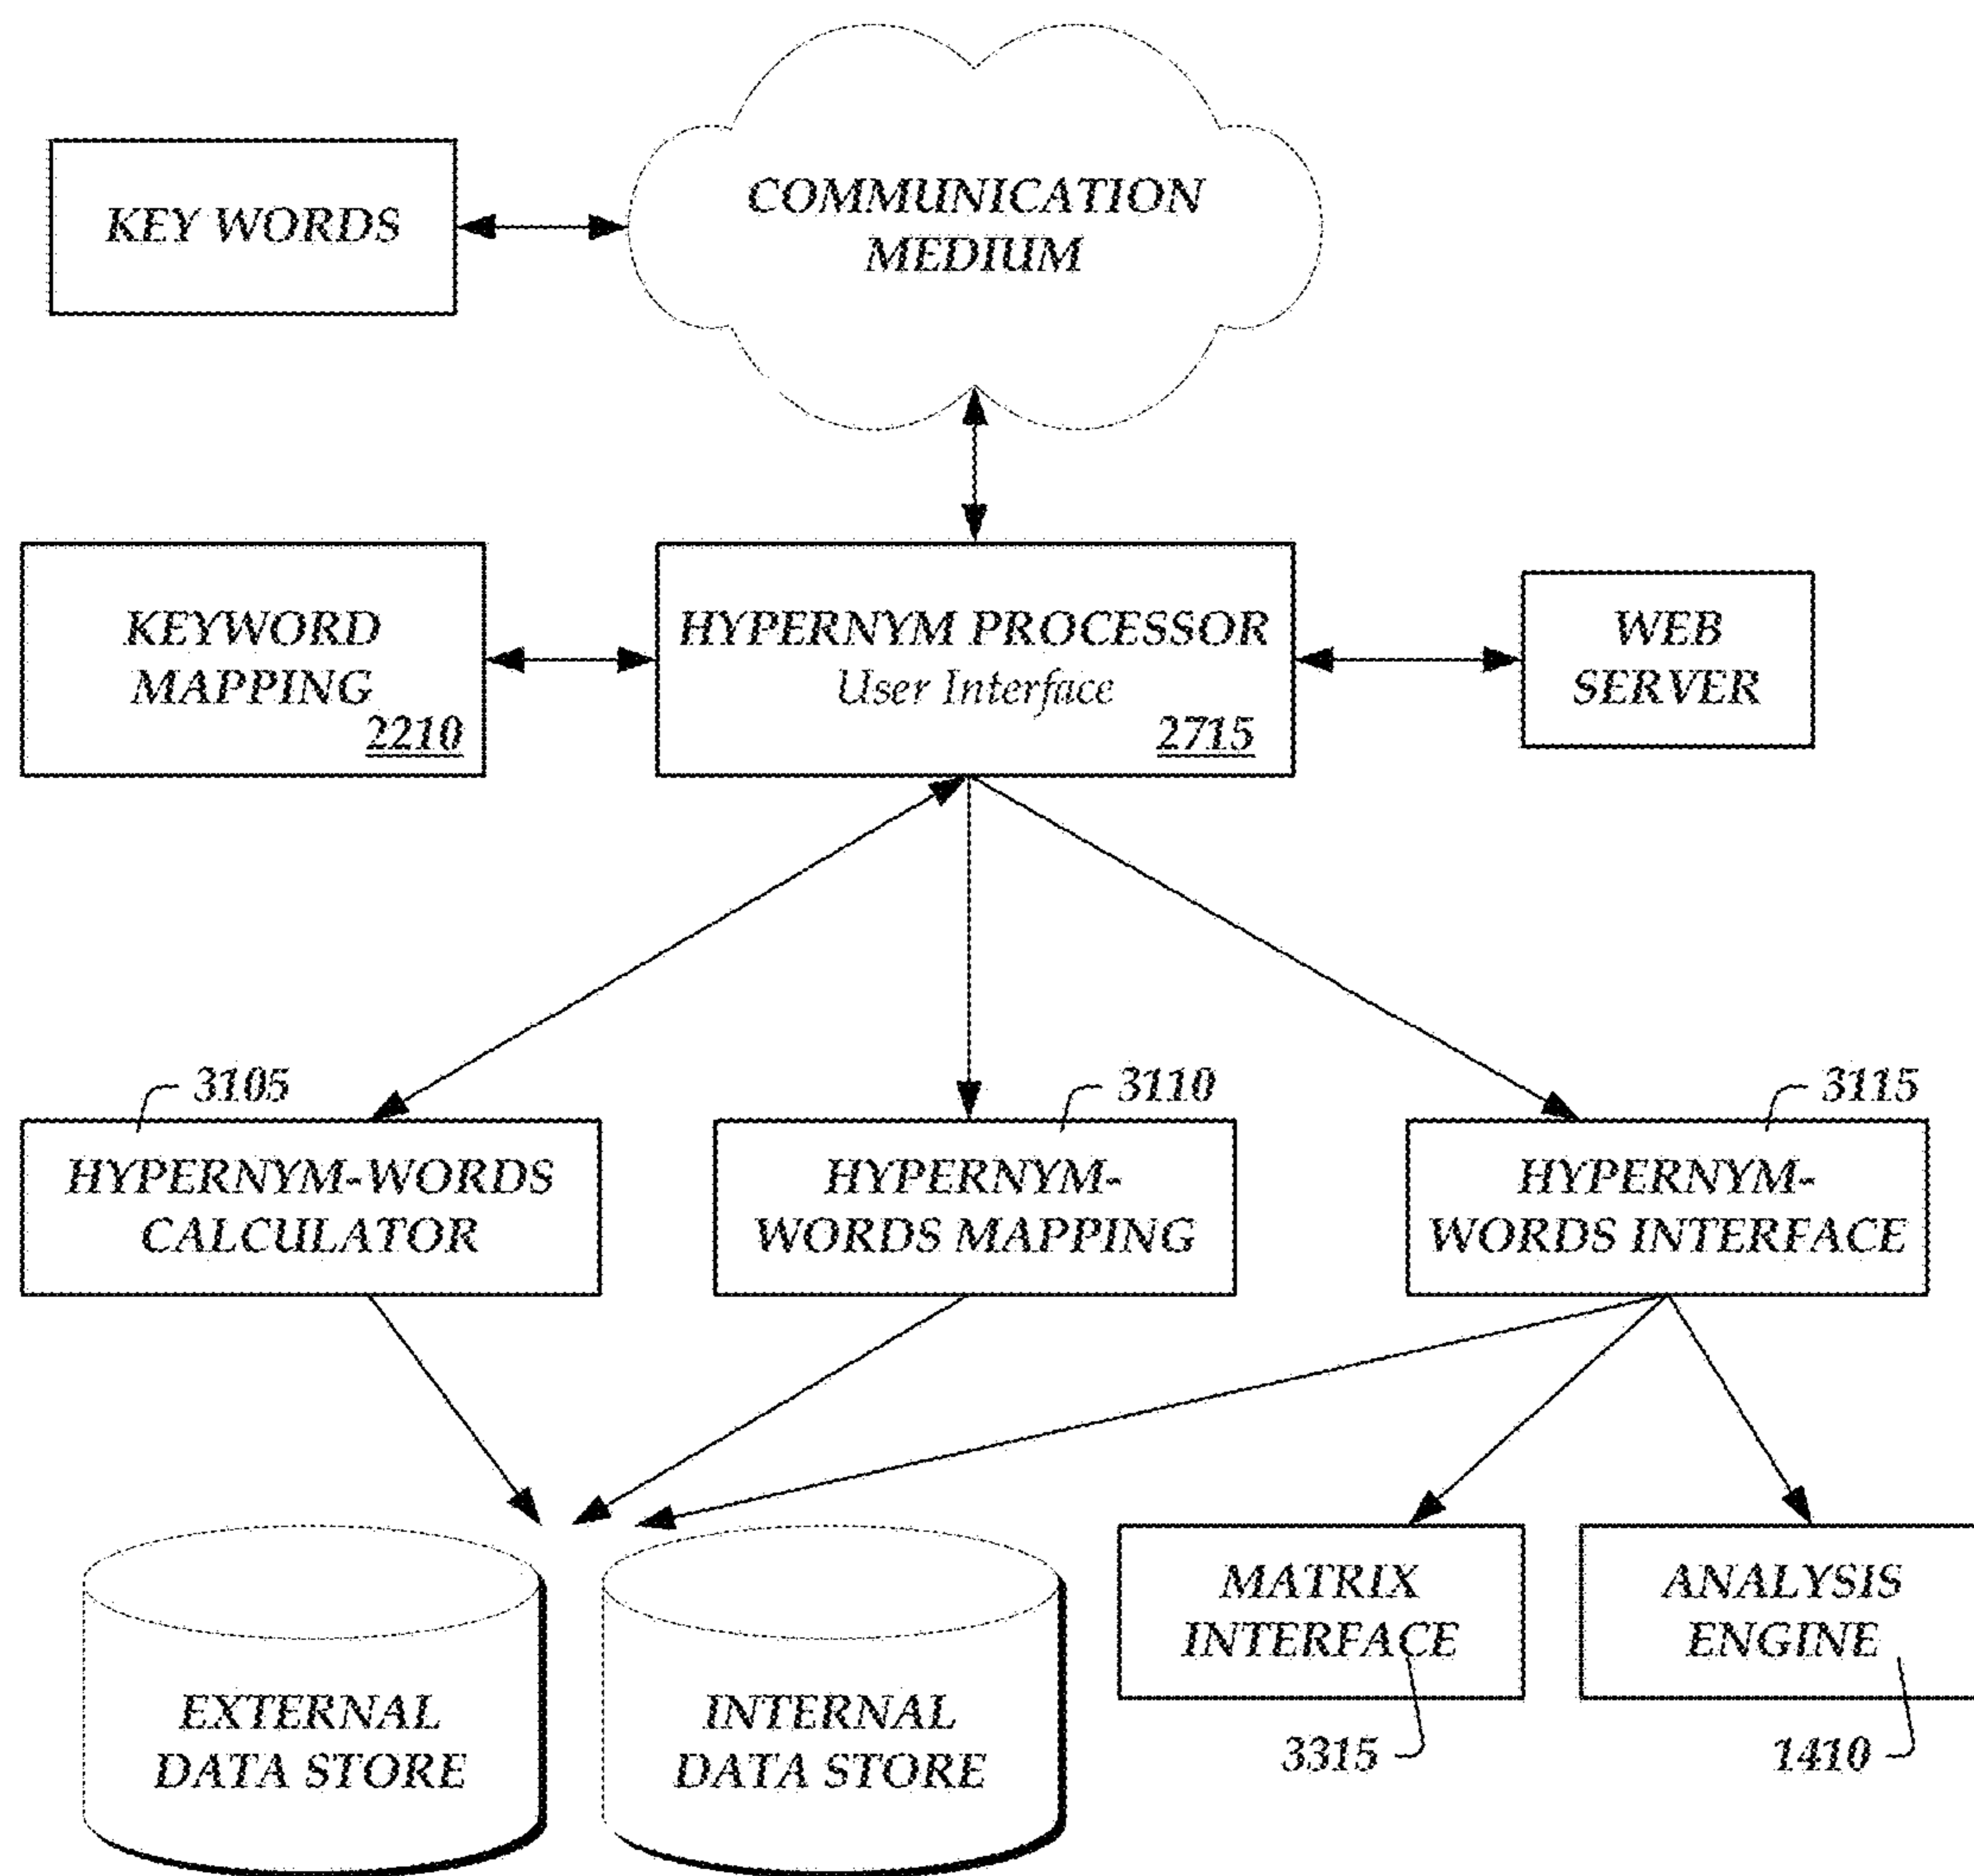 COMMUNICATION
MEDIUM
KEY WORDS
KEYWORD
MAPPING
2210
HYPERNYM PROCESSOR
User Interface
2715
WEB
SERVER
3105
HYPERNYM-WORDS
CALCULATOR
3110
HYPERNYM-
WORDS MAPPING
3115
HYPERNYM-
WORDS INTERFACE
EXTERNAL
DATA STORE
INTERNAL
DATA STORE
MATRIX
INTERFACE
3315
ANALYSIS
ENGINE
1410